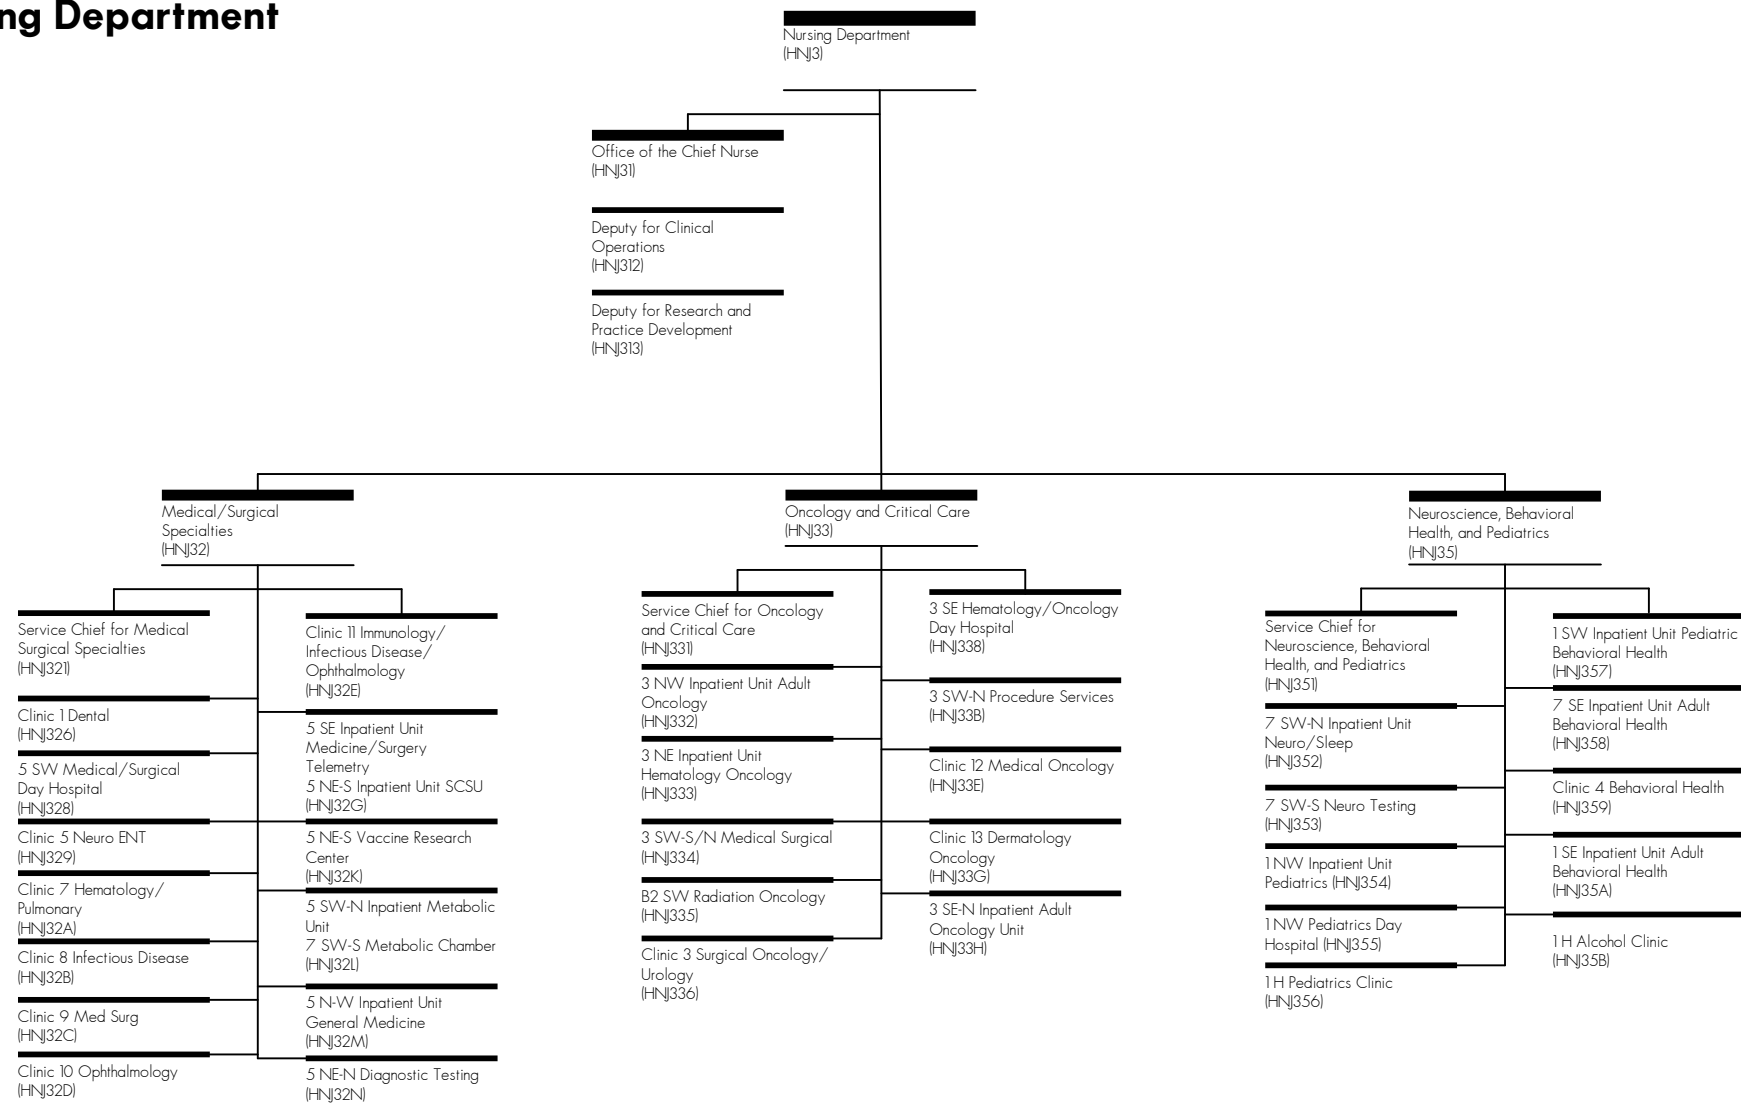 ng Department
Nursing Department
(HNJ3)
Office of the Chief Nurse
(HNJ31)
Deputy for Clinical
Operations
(HNJ312)
Deputy for Research and
Practice Development
(HNJ313)
Medical/Surgical
Specialties
(HNJ32)
Service Chief for Medical
Surgical Specialties
(HNJ321)
Clinic 1 Dental
(HNJ326)
5 SW Medical/Surgical
Day Hospital
(HNJ328)
Clinic 5 Neuro ENT
(HNJ329)
Clinic 7 Hematology/
Pulmonary
(HNJ32A)
Clinic 8 Infectious Disease
(HNJ32B)
Clinic 9 Med Surg
(HNJ32C)
Clinic 10 Ophthalmology
(HNJ32D)
Clinic 11 Immunology/
Infectious Disease/
Ophthalmology
(HNJ32E)
5 SE Inpatient Unit
Medicine/Surgery
Telemetry
5 NE-S Inpatient Unit SCSU
(HNJ32G)
5 NE-S Vaccine Research
Center
(HNJ32K)
5 SW-N Inpatient Metabolic
Unit
7 SW-S Metabolic Chamber
(HNJ32L)
5 N-W Inpatient Unit
General Medicine
(HNJ32M)
5 NE-N Diagnostic Testing
(HNJ32N)
Oncology and Critical Care
(HNJ33)
Service Chief for Oncology
and Critical Care
(HNJ331)
3 NW Inpatient Unit Adult
Oncology
(HNJ332)
3 NE Inpatient Unit
Hematology Oncology
(HNJ333)
3 SW-S/N Medical Surgical
(HNJ334)
B2 SW Radiation Oncology
(HNJ335)
Clinic 3 Surgical Oncology/
Urology
(HNJ336)
3 SE Hematology/Oncology
Day Hospital
(HNJ338)
3 SW-N Procedure Services
(HNJ33B)
Clinic 12 Medical Oncology
(HNJ33E)
Clinic 13 Dermatology
Oncology
(HNJ33G)
3 SE-N Inpatient Adult
Oncology Unit
(HNJ33H)
Neuroscience, Behavioral
Health, and Pediatrics
(HNJ35)
Service Chief for
Neuroscience, Behavioral
Health, and Pediatrics
(HNJ351)
7 SW-N Inpatient Unit
Neuro/Sleep
(HNJ352)
7 SW-S Neuro Testing
(HNJ353)
1 NW Inpatient Unit
Pediatrics (HNJ354)
1 NW Pediatrics Day
Hospital (HNJ355)
1 H Pediatrics Clinic
(HNJ356)
1 SW Inpatient Unit Pediatric
Behavioral Health
(HNJ357)
7 SE Inpatient Unit Adult
Behavioral Health
(HNJ358)
Clinic 4 Behavioral Health
(HNJ359)
1 SE Inpatient Unit Adult
Behavioral Health
(HNJ35A)
1 H Alcohol Clinic
(HNJ35B)